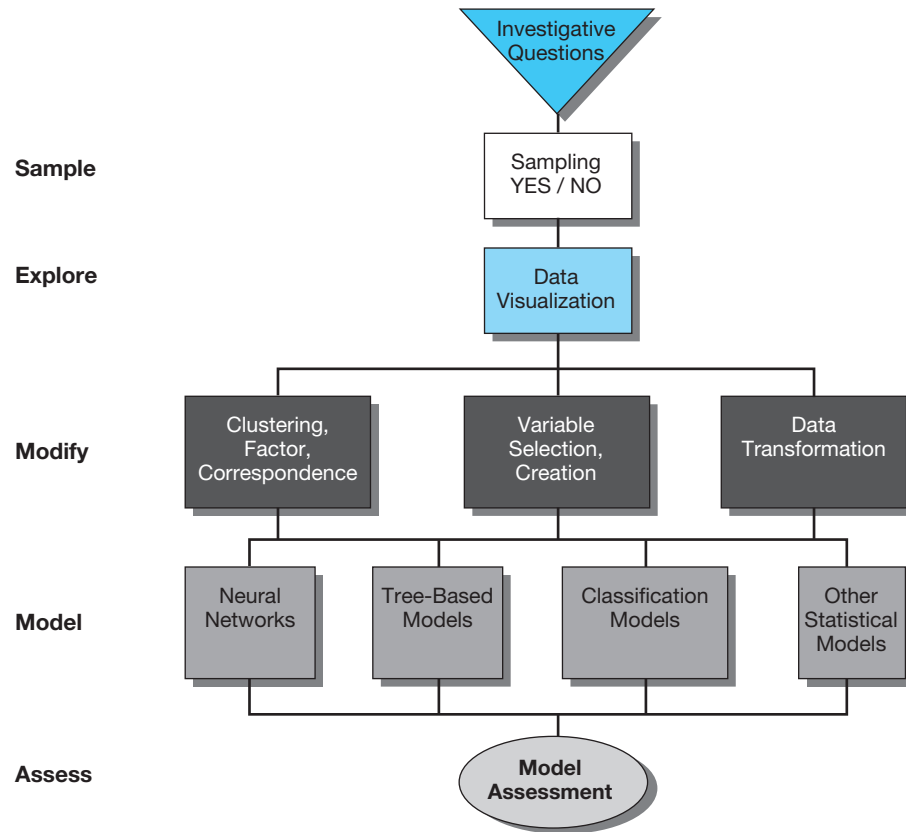 Investigative
Questions
Sample
Sampling
YES / NO
Explore
Data
Visualization
Modify
Clustering,
Factor,
Correspondence
Variable
Selection,
Creation
Data
Transformation
Model
Neural
Networks
Tree-Based
Models
Classification
Models
Other
Statistical
Models
Assess
Model
Assessment